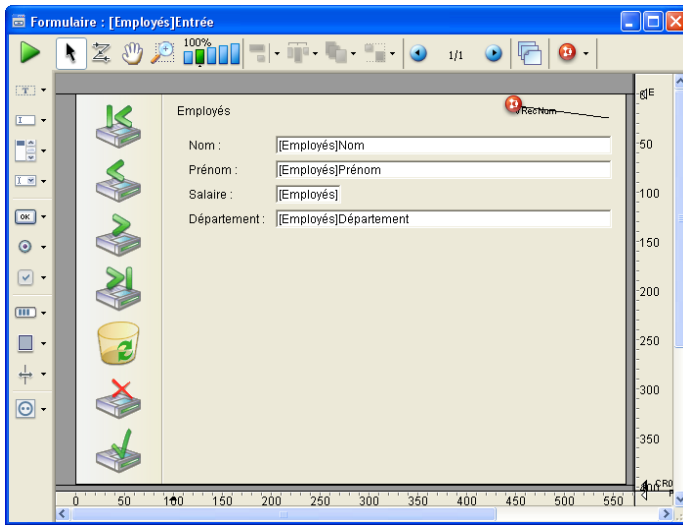 Formulaire : [Employés]Entrée
100%
1/1
Employés
vRecNum
Nom :
[Employés]Nom
Prénom :
[Employés]Prénom
Salaire :
[Employés]
Département :
[Employés]Département
OK
E
50
100
150
200
250
300
350
400
0 50 100 150 200 250 300 350 400 450 500 550